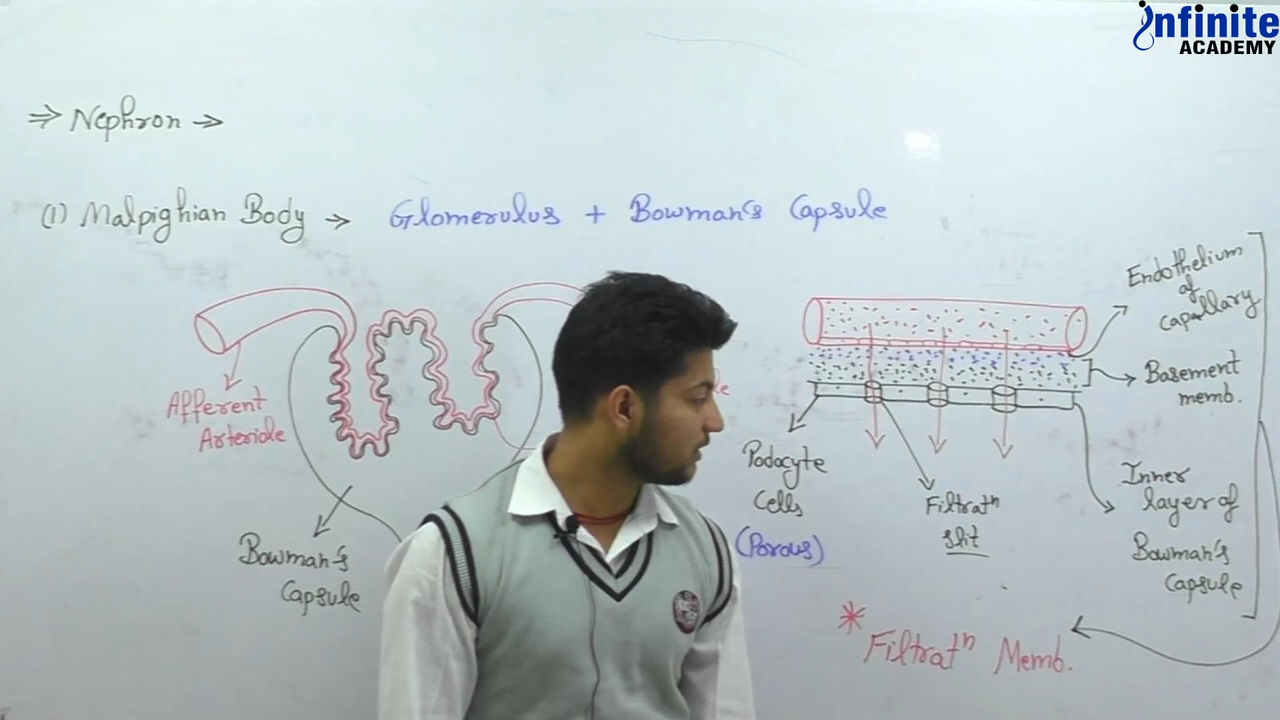 Infinite
ACADEMY
⇒ Nephron →
(1) Malpighian Body → Glomerulus + Bowman's Capsule
Afferent
Arteriole
Bowman's
Capsule
Endothelium
of
capallary
Basement
memb.
Podocyte
Cells
(Porous)
Filtratⁿ
slit
Inner
layer of
Bowman's
Capsule
* Filtratⁿ Memb.